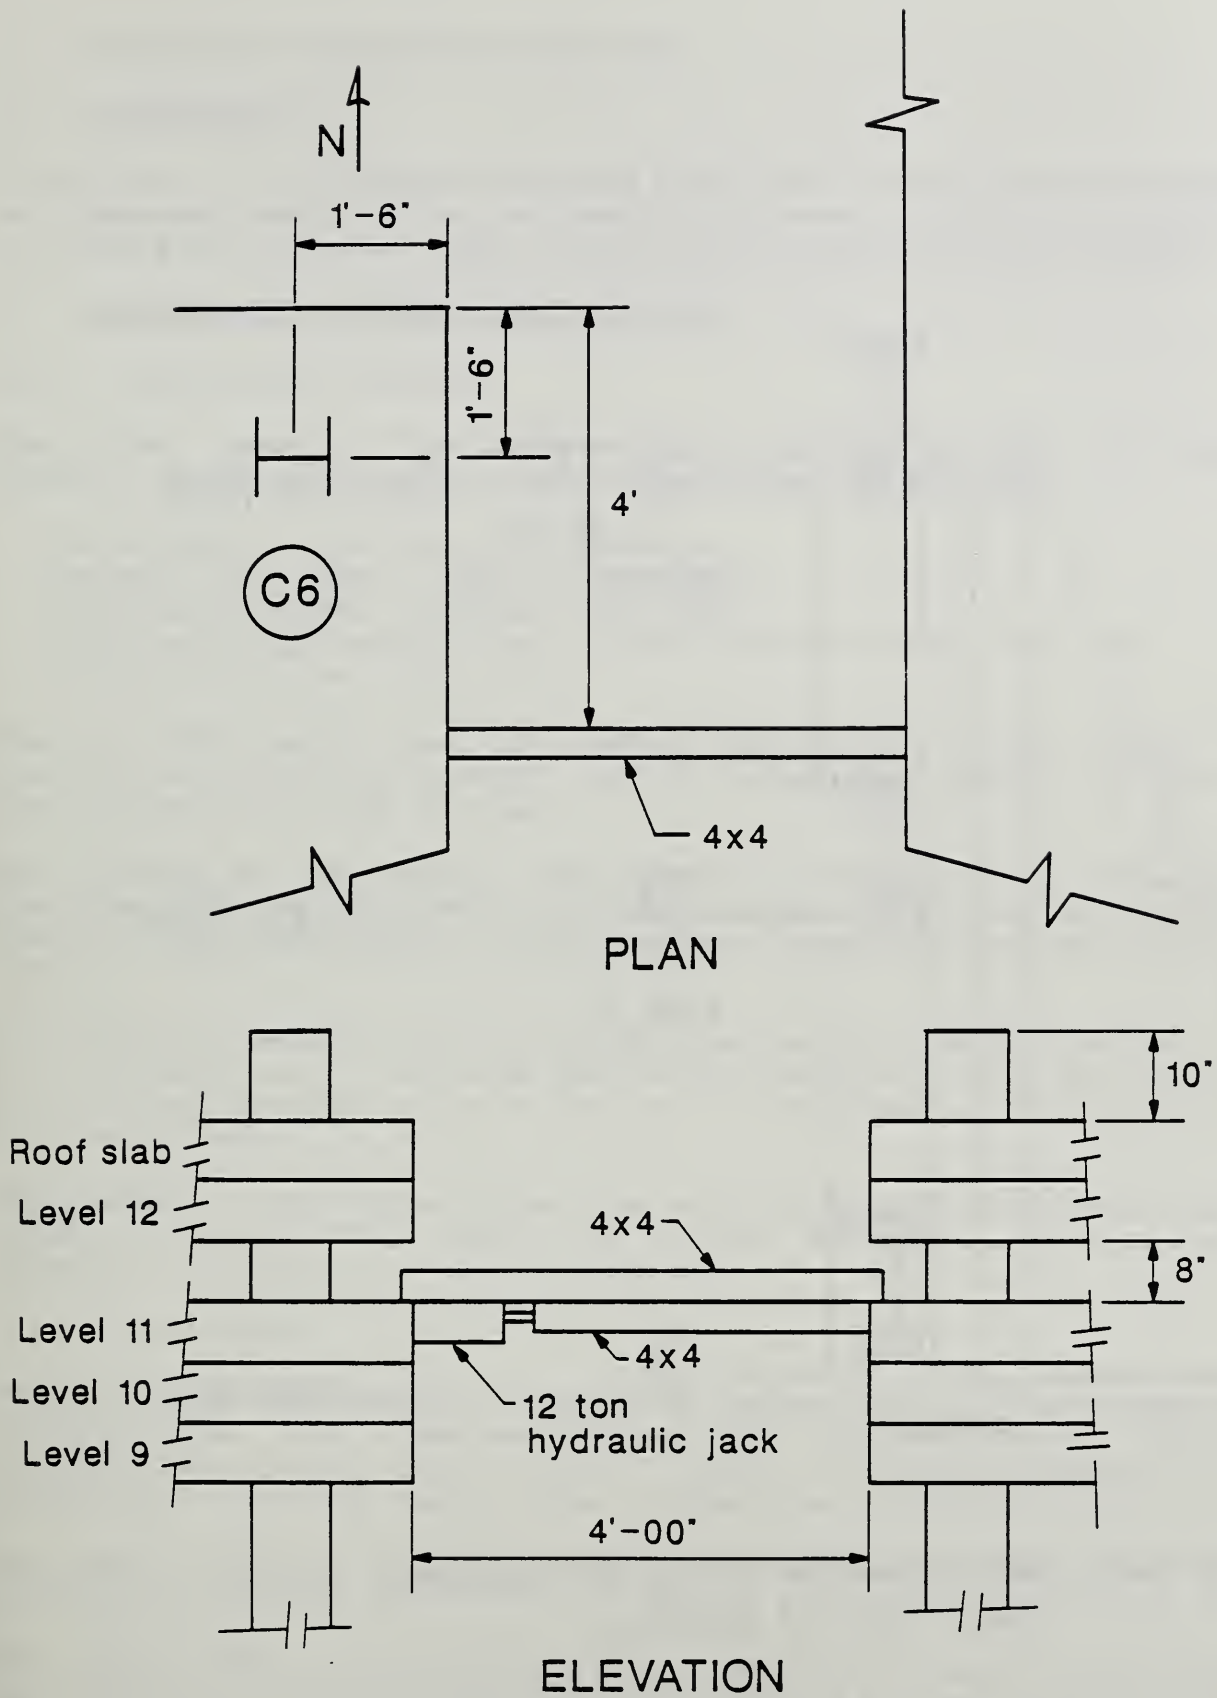 N
1'-6"
1'-6"
4'
C6
4x4
PLAN
10"
Roof slab
Level 12
4x4
8"
Level 11
4x4
Level 10
12 ton
hydraulic jack
Level 9
4'-00"
ELEVATION